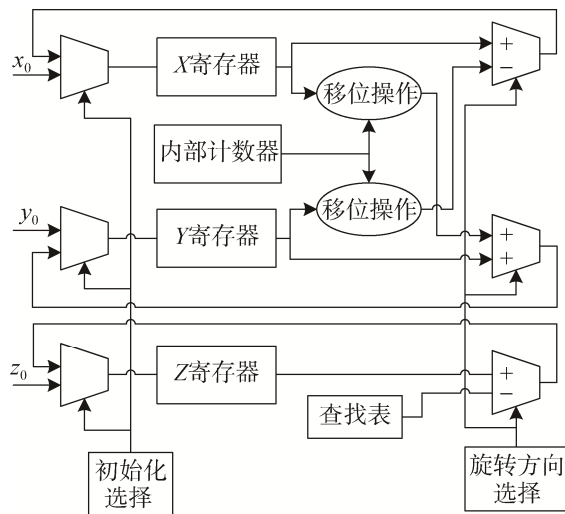 x₀
X寄存器
+
−
移位操作
内部计数器
移位操作
y₀
Y寄存器
+
+
z₀
Z寄存器
+
−
查找表
初始化
选择
旋转方向
选择